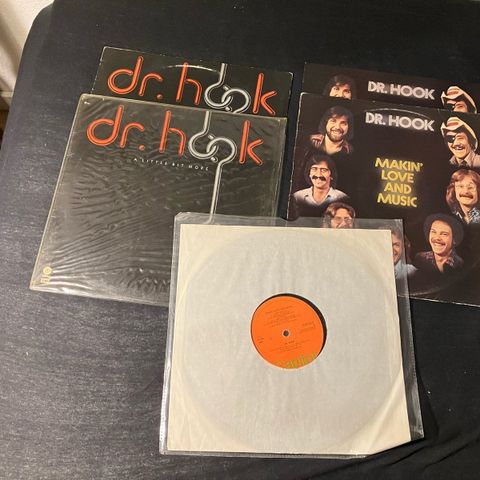 dr. hook
dr. hook
A LITTLE BIT MORE
DR. HOOK
DR. HOOK
MAKIN'
LOVE
AND
MUSIC